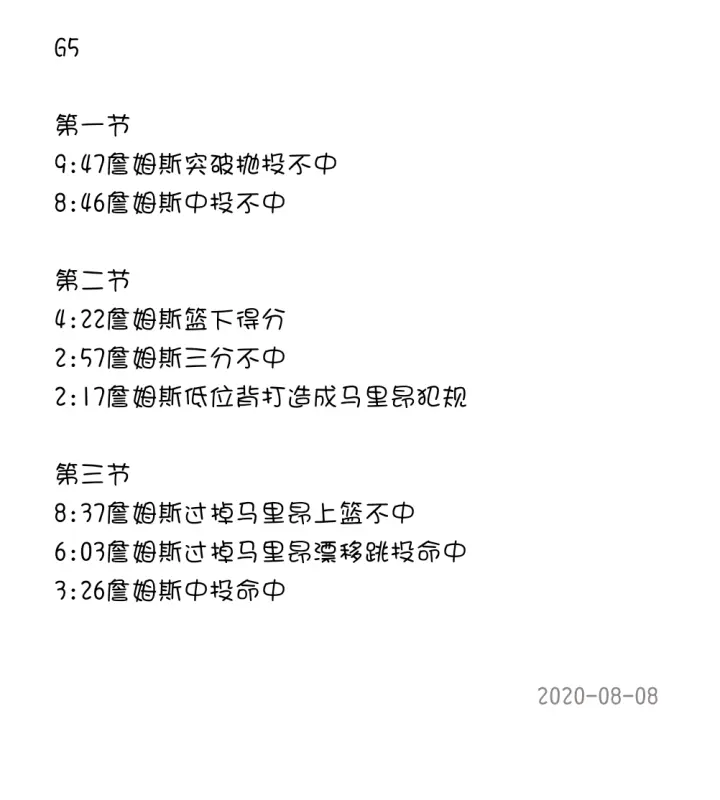 G5
第一节
9:47詹姆斯突破抛投不中
8:46詹姆斯中投不中
第二节
4:22詹姆斯篮下得分
2:57詹姆斯三分不中
2:17詹姆斯低位背打造成马里昂犯规
第三节
8:37詹姆斯过掉马里昂上篮不中
6:03詹姆斯过掉马里昂漂移跳投命中
3:26詹姆斯中投命中
2020-08-08